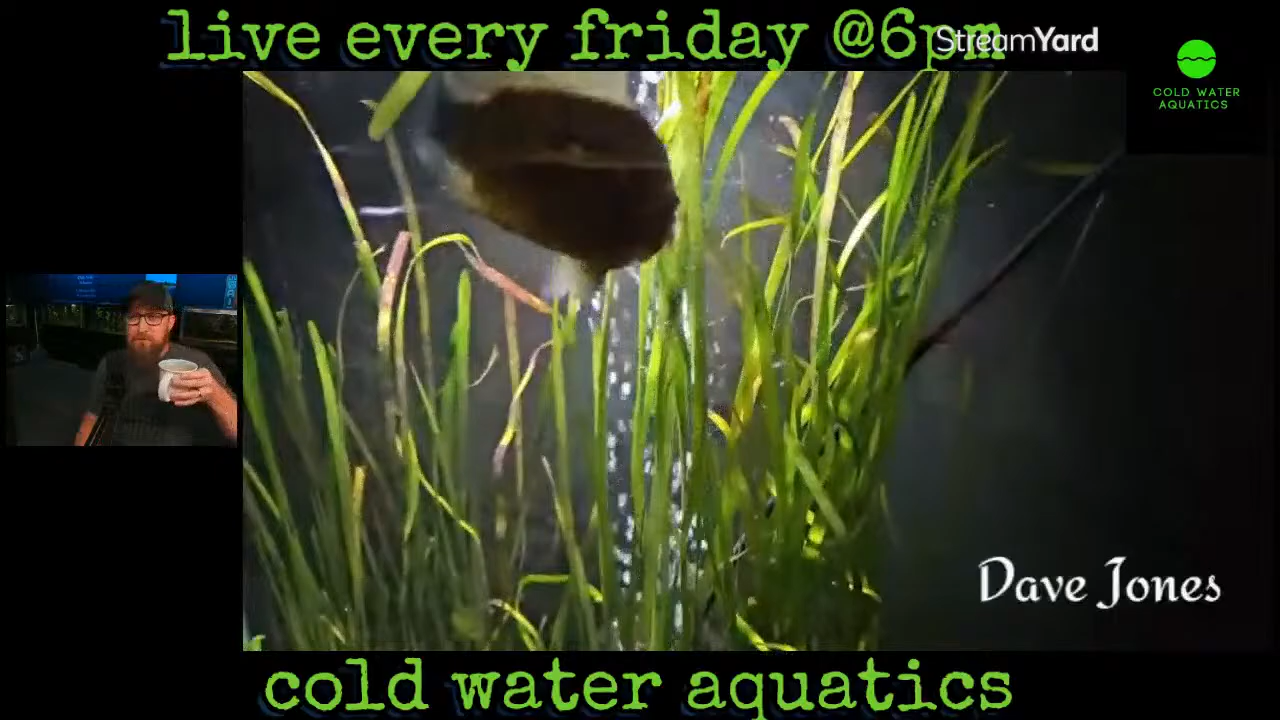 live every friday @6pm
StreamYard
COLD WATER
AQUATICS
Dave Jones
cold water aquatics